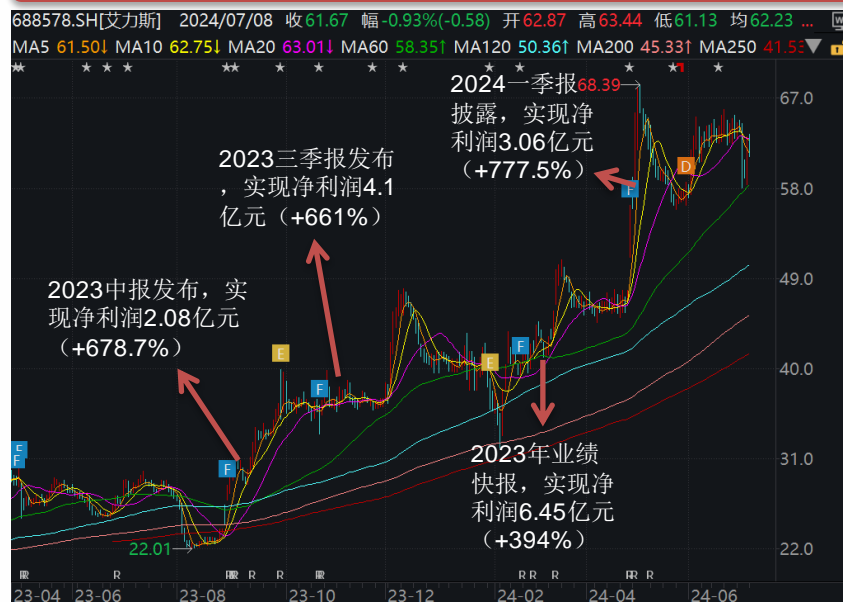 688578.SH[艾力斯] 2024/07/08 收61.67 幅-0.93%(-0.58) 开62.87 高63.44 低61.13 均62.23 ...
MA5 61.50↓ MA10 62.75↓ MA20 63.01↓ MA60 58.35↑ MA120 50.36↑ MA200 45.33↑ MA250 41.53
2024一季报
披露，实现净
利润3.06亿元
（+777.5%）
68.39
2023三季报发布
，实现净利润4.1
亿元（+661%）
2023中报发布，实
现净利润2.08亿元
（+678.7%）
2023年业绩
快报，实现净
利润6.45亿元
（+394%）
22.01
67.0
58.0
49.0
40.0
31.0
22.0
F
F
F
E
F
E
F
F
D
R
R
R
R
R
R
R
R
R
R
R
R
23-04
23-06
23-08
23-10
23-12
24-02
24-04
24-06